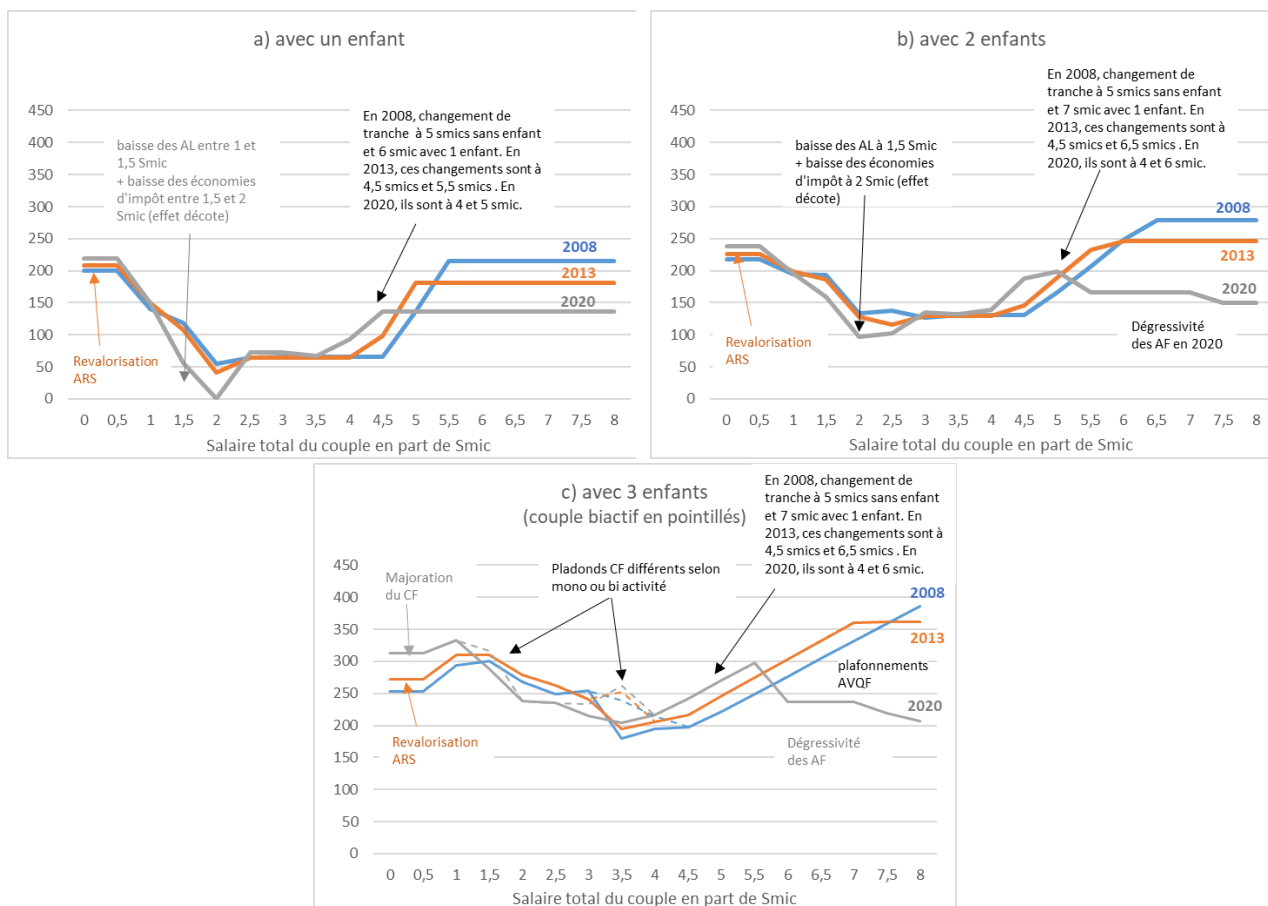 a) avec un enfant
En 2008, changement de
tranche à 5 smics sans enfant
et 6 smic avec 1 enfant. En
2013, ces changements sont à
4,5 smics et 5,5 smics . En
2020, ils sont à 4 et 5 smic.
baisse des AL entre 1 et
1,5 Smic
+ baisse des économies
d'impôt entre 1,5 et 2
Smic (effet décote)
450
400
350
300
250
200
150
100
50
0
2008
2013
2020
Revalorisation
ARS
0 0,5 1 1,5 2 2,5 3 3,5 4 4,5 5 5,5 6 6,5 7 7,5 8
Salaire total du couple en part de Smic
b) avec 2 enfants
En 2008, changement de
tranche à 5 smics sans enfant
et 7 smic avec 1 enfant. En
2013, ces changements sont à
4,5 smics et 6,5 smics . En
2020, ils sont à 4 et 6 smic.
baisse des AL à 1,5 Smic
+ baisse des économies
d'impôt à 2 Smic (effet
décote)
450
400
350
300
250
200
150
100
50
0
2008
2013
2020
Revalorisation
ARS
Dégressivité
des AF en 2020
0 0,5 1 1,5 2 2,5 3 3,5 4 4,5 5 5,5 6 6,5 7 7,5 8
Salaire total du couple en part de Smic
c) avec 3 enfants
(couple biactif en pointillés)
En 2008, changement de
tranche à 5 smics sans enfant
et 7 smic avec 1 enfant. En
2013, ces changements sont à
4,5 smics et 6,5 smics . En
2020, ils sont à 4 et 6 smic.
Majoration
du CF
Pladonds CF différents selon
mono ou bi activité
450
400
350
300
250
200
150
100
50
0
2008
2013
plafonnements
AVQF
2020
Revalorisation
ARS
Dégressivité
des AF
0 0,5 1 1,5 2 2,5 3 3,5 4 4,5 5 5,5 6 6,5 7 7,5 8
Salaire total du couple en part de Smic